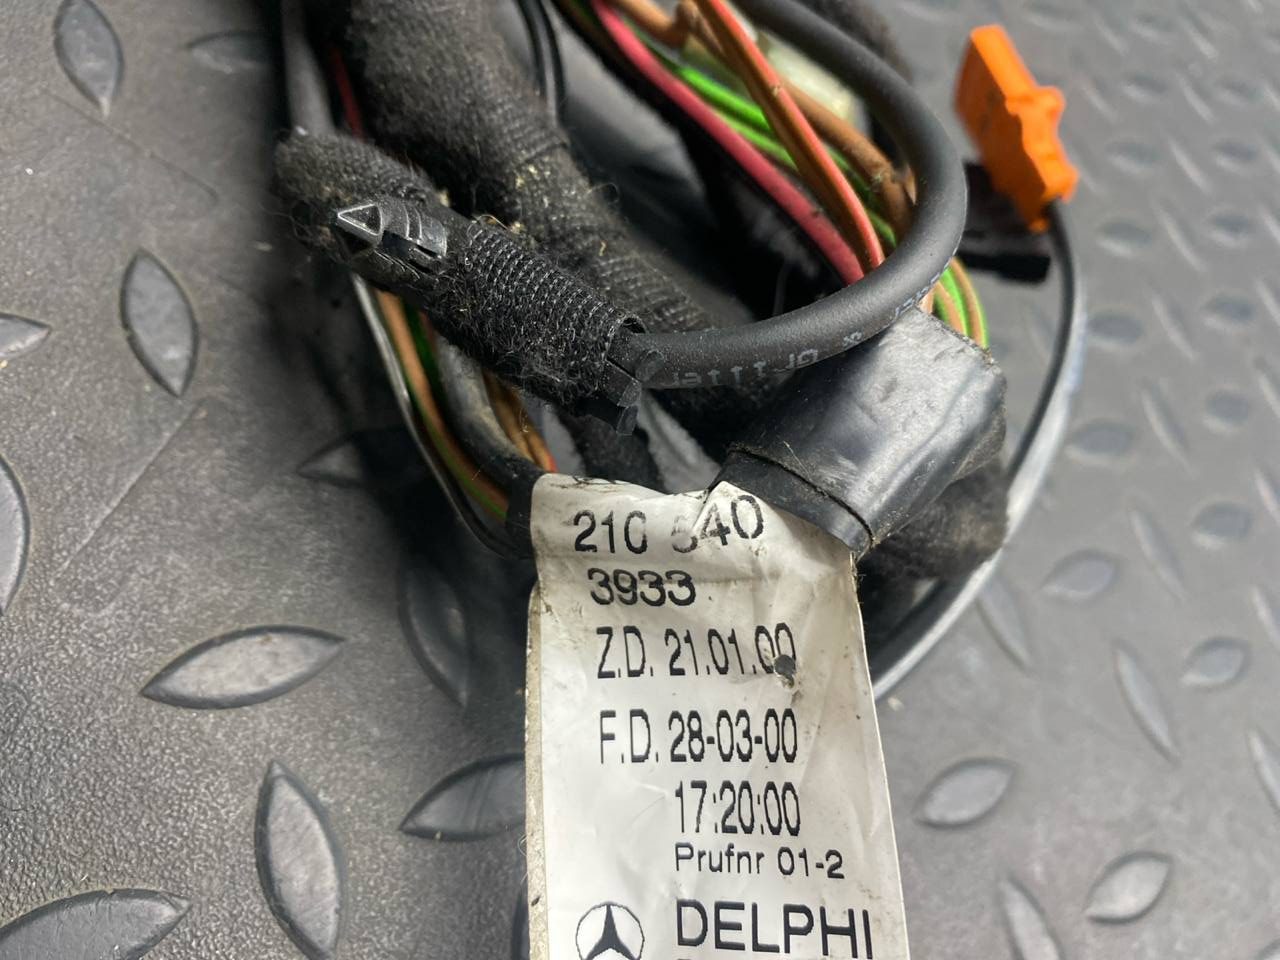 210 540
3933
Z.D. 21.01.00
F.D. 28-03-00
17:20:00
Prufnr 01-2
DELPHI